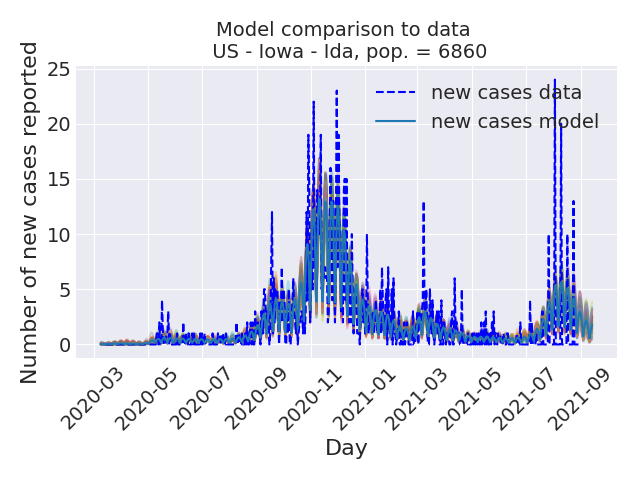 Model comparison to data
US - Iowa - Ida, pop. = 6860
Number of new cases reported
25
20
15
10
5
0
new cases data
new cases model
2020-03
2020-05
2020-07
2020-09
2020-11
2021-01
2021-03
2021-05
2021-07
2021-09
Day